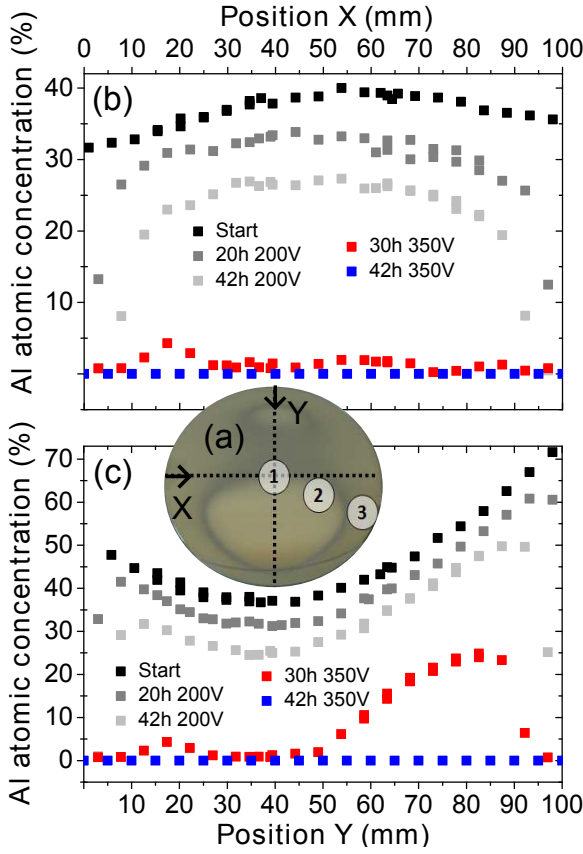 Position X (mm)
0 10 20 30 40 50 60 70 80 90 100
Al atomic concentration (%)
40
30
20
10
(b)
Start
20h 200V
42h 200V
30h 350V
42h 350V
(a)
Y
X
1
2
3
Al atomic concentration (%)
70
60
50
40
30
20
10
0
(c)
Start
20h 200V
42h 200V
30h 350V
42h 350V
10 20 30 40 50 60 70 80 90 100
Position Y (mm)